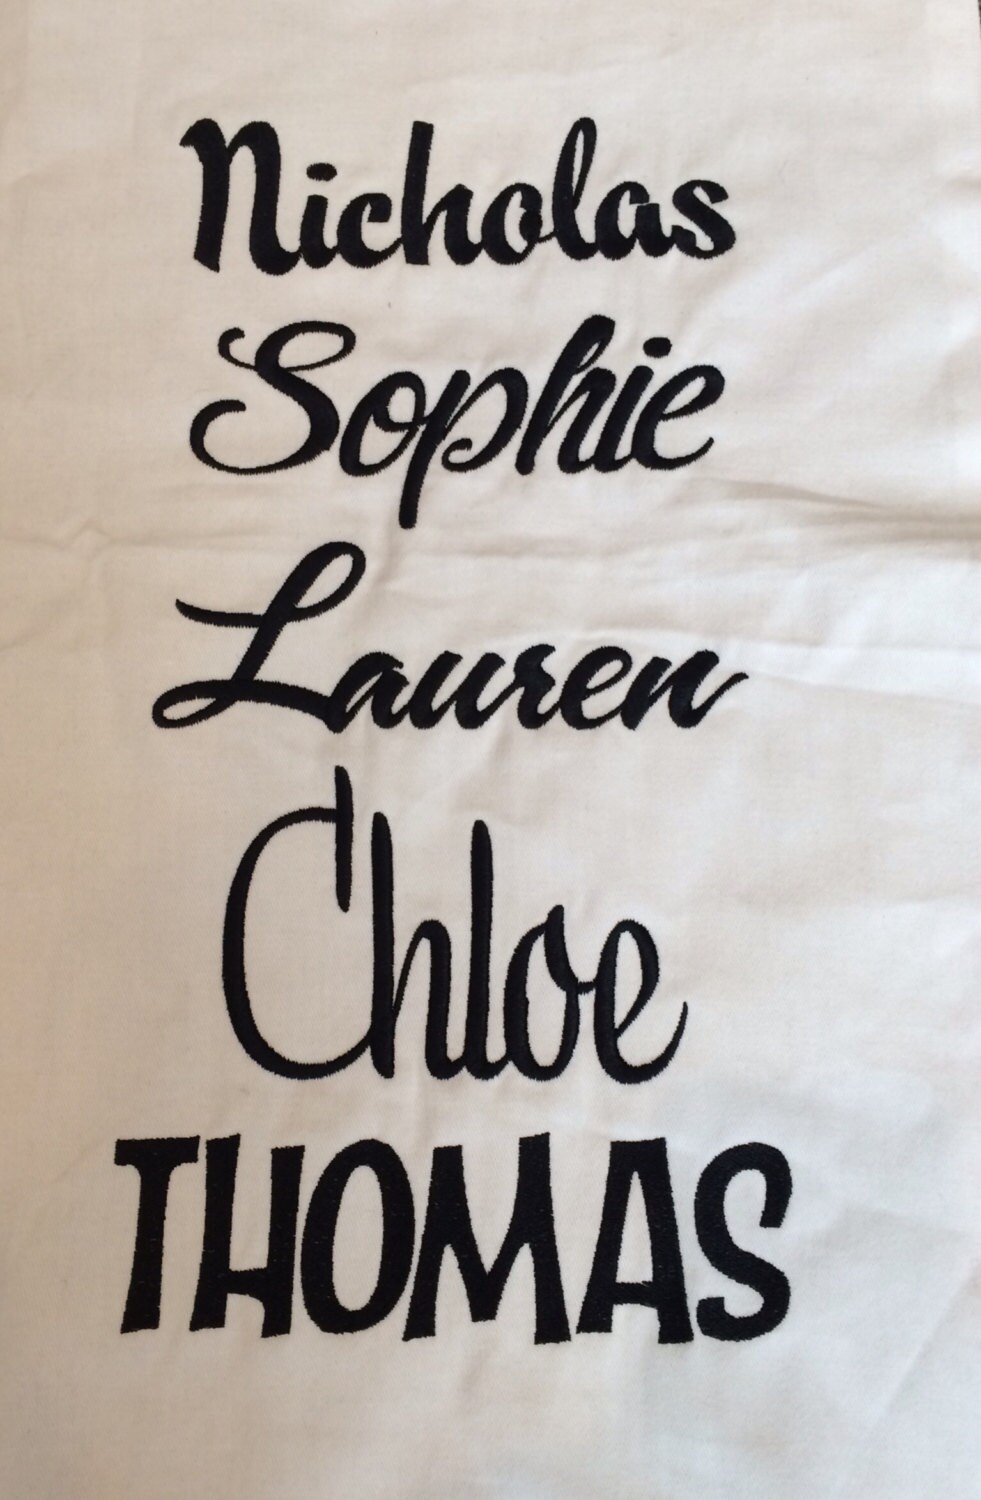 Nicholas
Sophie
Lauren
Chloe
THOMAS